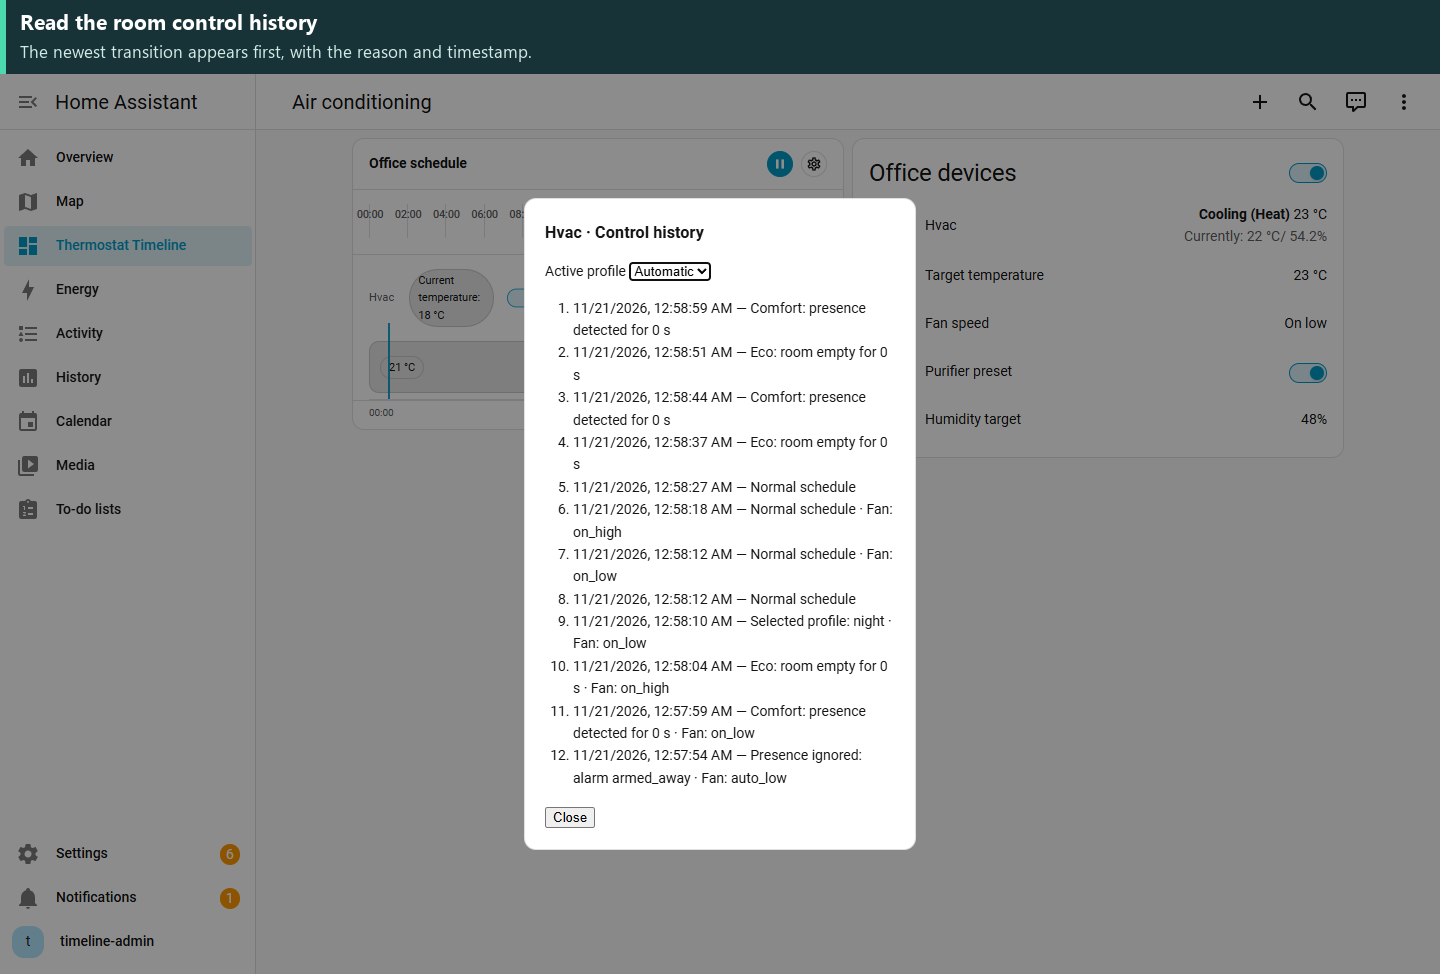 Read the room control history
The newest transition appears first, with the reason and timestamp.
Home Assistant
Air conditioning
Overview
Map
Thermostat Timeline
Energy
Activity
History
Calendar
Media
To-do lists
Settings
6
Notifications
1
t
timeline-admin
Office schedule
00:00 02:00 04:00 06:00 08:
Hvac
Current
temperature:
18 °C
21 °C
00:00
Hvac · Control history
Active profile Automatic
1. 11/21/2026, 12:58:59 AM — Comfort: presence
detected for 0 s
2. 11/21/2026, 12:58:51 AM — Eco: room empty for 0
s
3. 11/21/2026, 12:58:44 AM — Comfort: presence
detected for 0 s
4. 11/21/2026, 12:58:37 AM — Eco: room empty for 0
s
5. 11/21/2026, 12:58:27 AM — Normal schedule
6. 11/21/2026, 12:58:18 AM — Normal schedule · Fan:
on_high
7. 11/21/2026, 12:58:12 AM — Normal schedule · Fan:
on_low
8. 11/21/2026, 12:58:12 AM — Normal schedule
9. 11/21/2026, 12:58:10 AM — Selected profile: night ·
Fan: on_low
10. 11/21/2026, 12:58:04 AM — Eco: room empty for 0
s · Fan: on_high
11. 11/21/2026, 12:57:59 AM — Comfort: presence
detected for 0 s · Fan: on_low
12. 11/21/2026, 12:57:54 AM — Presence ignored:
alarm armed_away · Fan: auto_low
Close
Office devices
Hvac
Cooling (Heat) 23 °C
Currently: 22 °C/ 54.2%
Target temperature
23 °C
Fan speed
On low
Purifier preset
Humidity target
48%